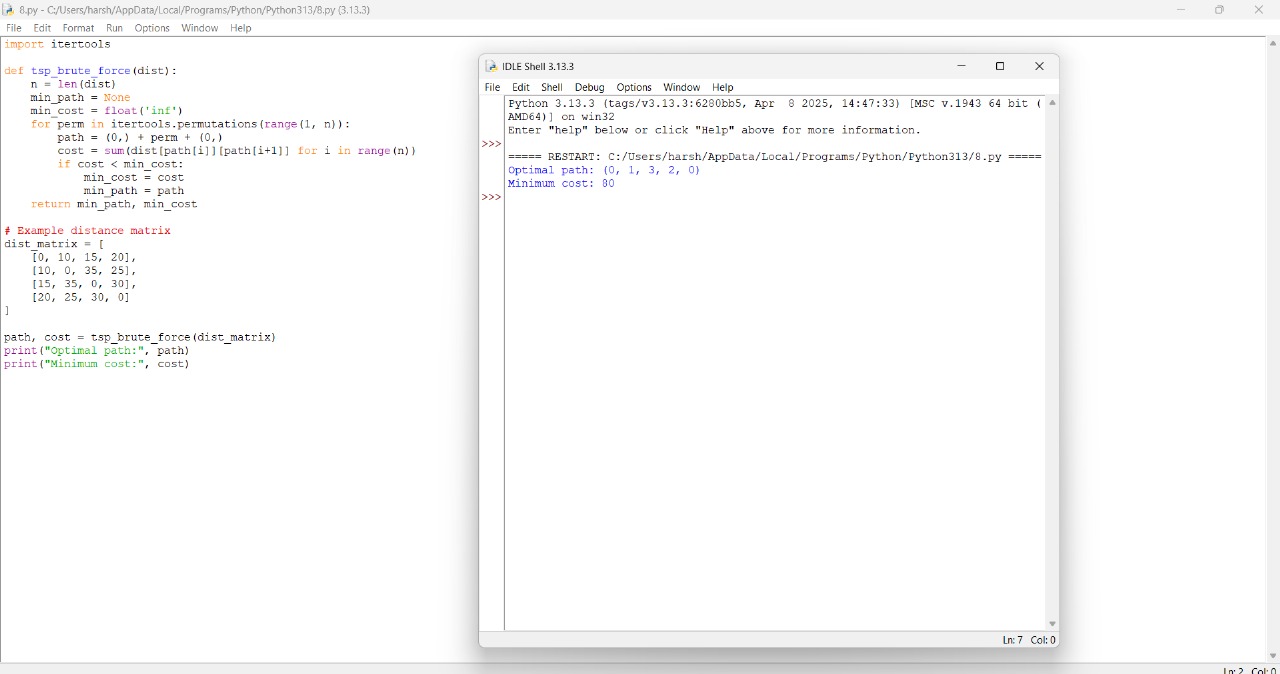 8.py - C:/Users/harsh/AppData/Local/Programs/Python/Python313/8.py (3.13.3)
File Edit Format Run Options Window Help
import itertools
def tsp_brute_force(dist):
    n = len(dist)
    min_path = None
    min_cost = float('inf')
    for perm in itertools.permutations(range(1, n)):
        path = (0,) + perm + (0,)
        cost = sum(dist[path[i]][path[i+1]] for i in range(n))
        if cost < min_cost:
            min_cost = cost
            min_path = path
    return min_path, min_cost
# Example distance matrix
dist_matrix = [
    [0, 10, 15, 20],
    [10, 0, 35, 25],
    [15, 35, 0, 30],
    [20, 25, 30, 0]
]
path, cost = tsp_brute_force(dist_matrix)
print("Optimal path:", path)
print("Minimum cost:", cost)
IDLE Shell 3.13.3
File Edit Shell Debug Options Window Help
Python 3.13.3 (tags/v3.13.3:6280bb5, Apr  8 2025, 14:47:33) [MSC v.1943 64 bit (
AMD64)] on win32
Enter "help" below or click "Help" above for more information.
>>>
===== RESTART: C:/Users/harsh/AppData/Local/Programs/Python/Python313/8.py =====
Optimal path: (0, 1, 3, 2, 0)
Minimum cost: 80
>>>
Ln: 7 Col: 0
Ln: 2 Col: 0